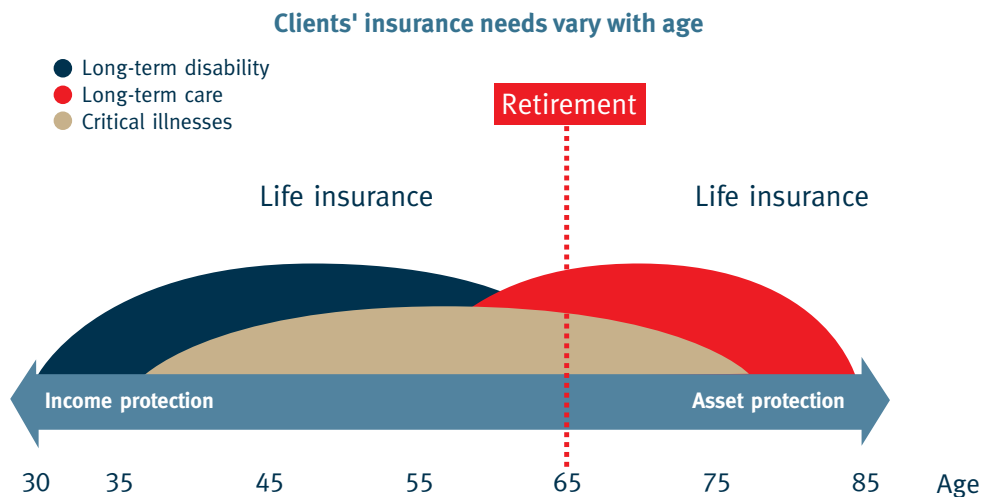 Clients' insurance needs vary with age
Long-term disability
Long-term care
Critical illnesses
Retirement
Life insurance
Life insurance
Income protection
Asset protection
30 35 45 55 65 75 85 Age